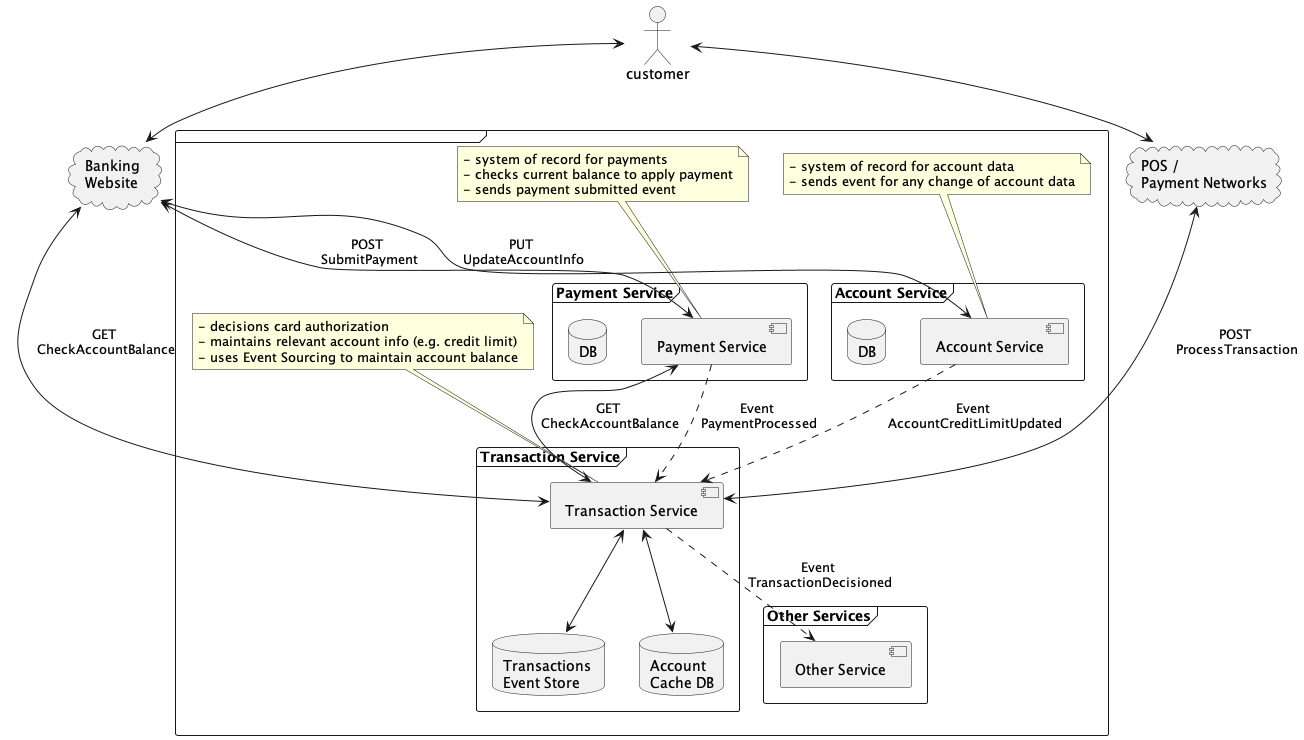 customer
Banking
Website
POS /
Payment Networks
- system of record for payments
- checks current balance to apply payment
- sends payment submitted event
- system of record for account data
- sends event for any change of account data
POST
SubmitPayment
PUT
UpdateAccountInfo
Payment Service
DB
Payment Service
Account Service
DB
Account Service
- decisions card authorization
- maintains relevant account info (e.g. credit limit)
- uses Event Sourcing to maintain account balance
GET
CheckAccountBalance
POST
ProcessTransaction
GET
CheckAccountBalance
Event
PaymentProcessed
Event
AccountCreditLimitUpdated
Transaction Service
Transaction Service
Event
TransactionDecisioned
Transactions
Event Store
Account
Cache DB
Other Services
Other Service